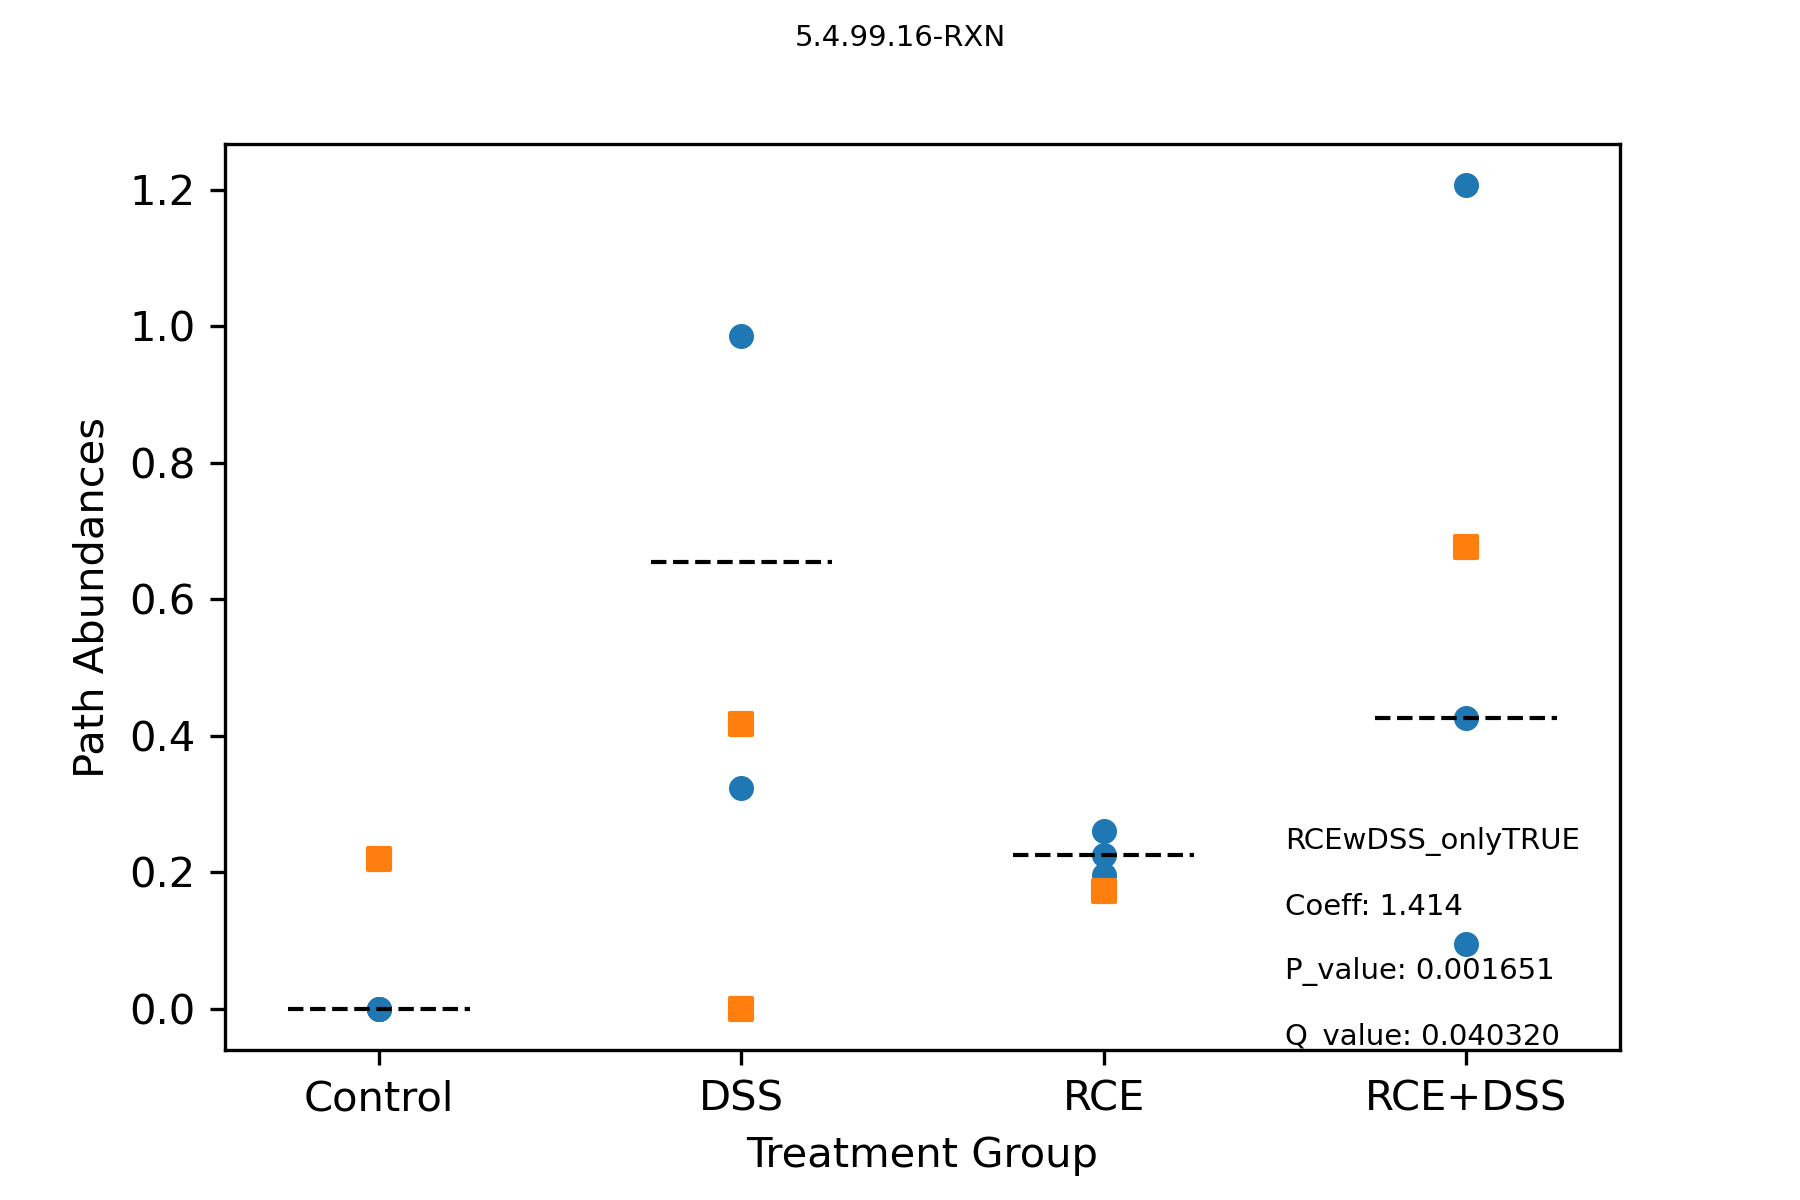 5.4.99.16-RXN
1.2
1.0
0.8
0.6
0.4
0.2
0.0
Path Abundances
RCEwDSS_onlyTRUE
Coeff: 1.414
P_value: 0.001651
Q_value: 0.040320
Control DSS RCE RCE+DSS
Treatment Group